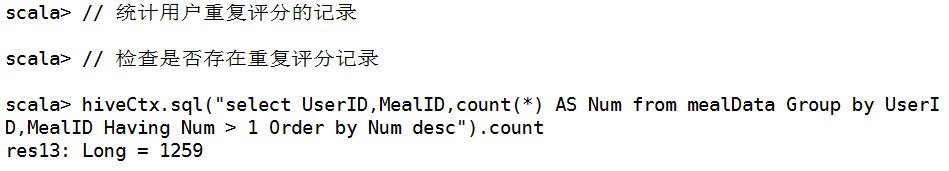 scala> // 统计用户重复评分的记录
scala> // 检查是否存在重复评分记录
scala> hiveCtx.sql("select UserID,MealID,count(*) AS Num from mealData Group by UserI
D,MealID Having Num > 1 Order by Num desc").count
res13: Long = 1259